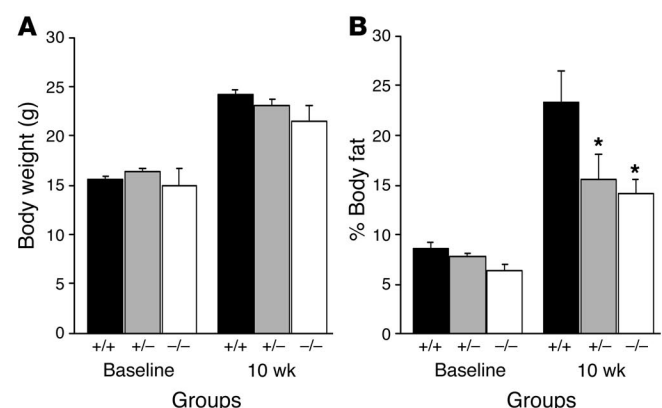 A
Body weight (g)
30
25
20
15
10
5
0
+/+ +/– –/– +/+ +/– –/–
Baseline 10 wk
Groups
B
% Body fat
30
25
20
15
10
5
0
*
*
+/+ +/– –/– +/+ +/– –/–
Baseline 10 wk
Groups